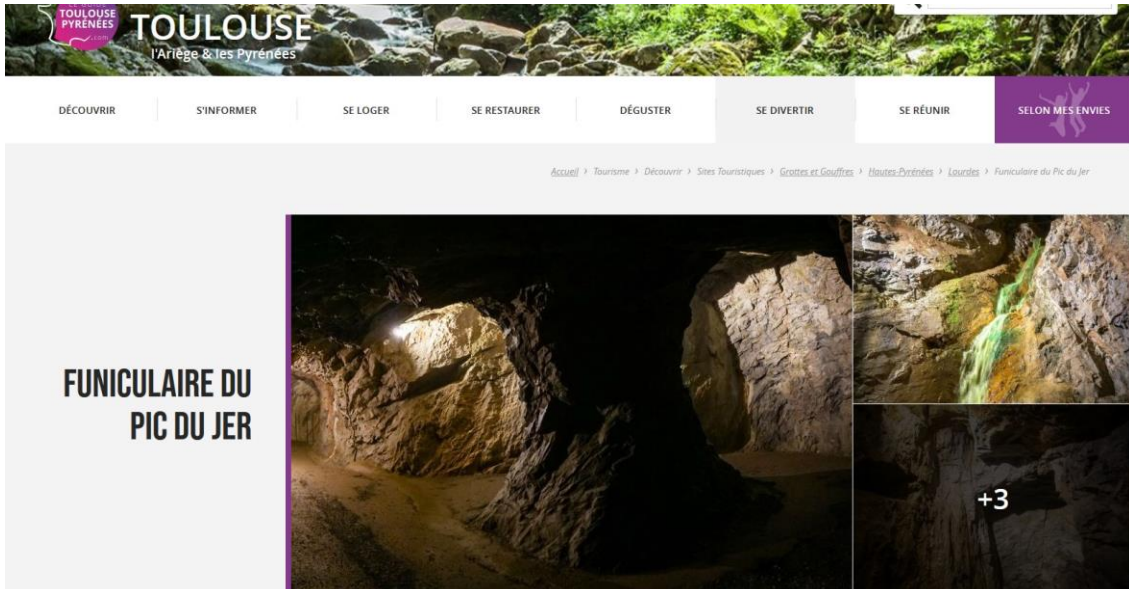 LE GUIDE
TOULOUSE
PYRÉNÉES
.com
TOULOUSE
l'Ariège & les Pyrénées
DÉCOUVRIR
S'INFORMER
SE LOGER
SE RESTAURER
DÉGUSTER
SE DIVERTIR
SE RÉUNIR
SELON MES ENVIES
Accueil › Tourisme › Découvrir › Sites Touristiques › Grottes et Gouffres › Hautes-Pyrénées › Lourdes › Funiculaire du Pic du Jer
FUNICULAIRE DU
PIC DU JER
+3